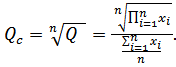 $Q_c = \sqrt[n]{Q} = \frac{\sqrt[n]{\prod_{i=1}^{n} x_i}}{\frac{\sum_{i=1}^{n} x_i}{n}}.$